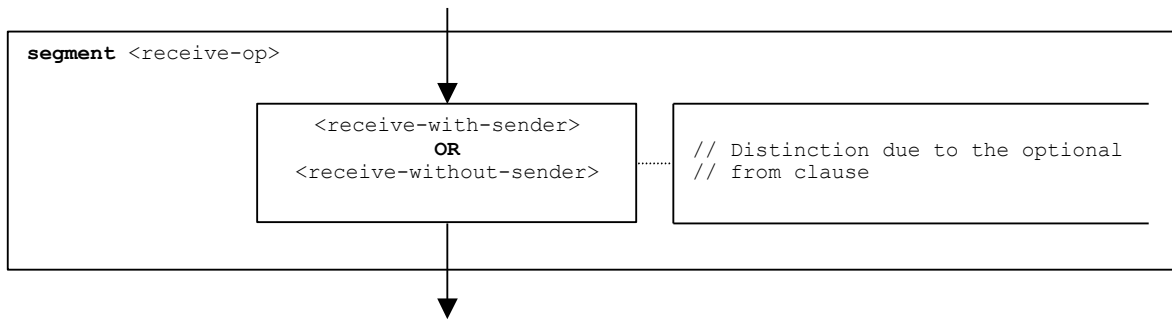 segment <receive-op>
<receive-with-sender>
OR
<receive-without-sender>
// Distinction due to the optional
// from clause